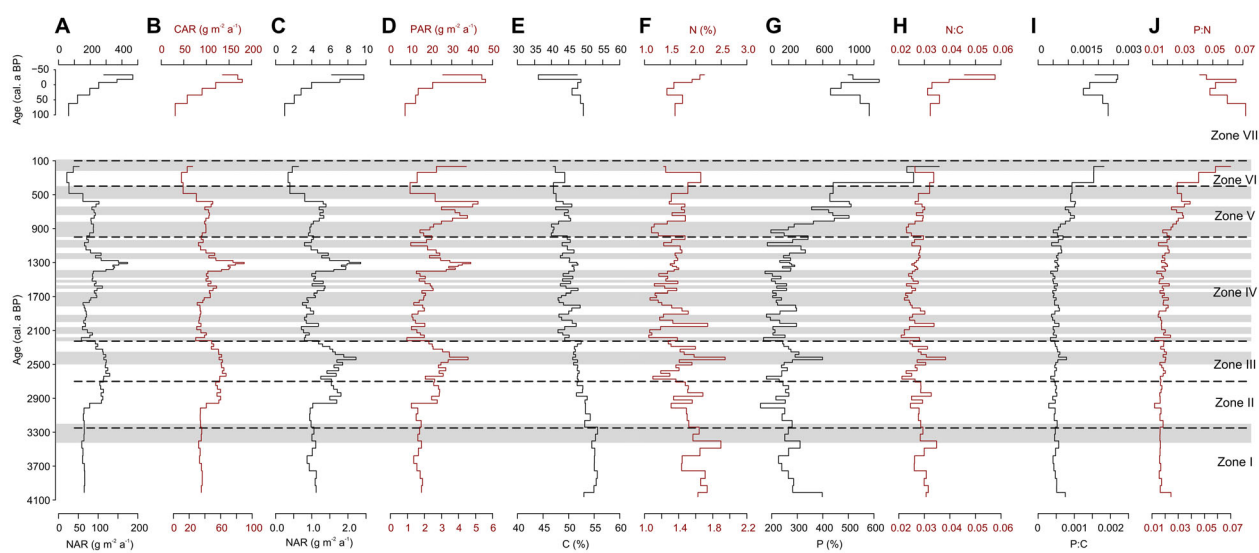 A B C D E F G H I J
CAR (g m⁻² a⁻¹) PAR (g m⁻² a⁻¹) N (%) N:C P:N
0 200 400 0 50 100 150 200 0 2 4 6 8 10 0 10 20 30 40 50 30 35 40 45 50 55 60 1.0 1.5 2.0 2.5 3.0 0 200 600 1000 0.02 0.03 0.04 0.05 0.06 0 0.0015 0.003 0.01 0.03 0.05 0.07
Age (cal. a BP)
−50
0
50
100
Zone VII
Age (cal. a BP)
100
Zone VI
500
Zone V
900
1300
Zone IV
1700
2100
2500
Zone III
2900
Zone II
3300
3700
Zone I
4100
0 50 100 150 200 0 20 40 60 80 100 0.0 1.0 2.0 0 1 2 3 4 5 6 40 45 50 55 60 1.0 1.4 1.8 2.2 100 200 300 400 500 600 0.01 0.02 0.03 0.04 0.05 0.06 0 0.001 0.002 0.01 0.03 0.05 0.07
NAR (g m⁻² a⁻¹) NAR (g m⁻² a⁻¹) C (%) P (%) P:C